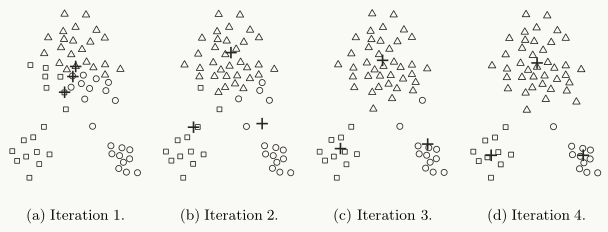 (a) Iteration 1.
(b) Iteration 2.
(c) Iteration 3.
(d) Iteration 4.